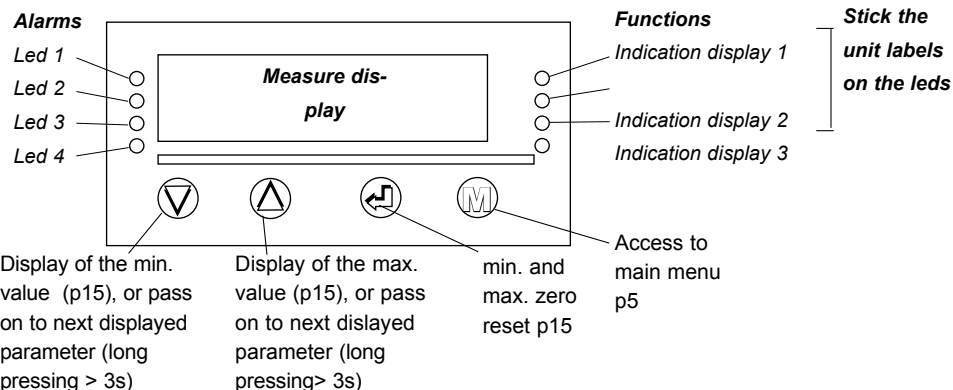 Alarms
Led 1
Led 2
Led 3
Led 4
Measure dis-
play
Functions
Indication display 1
Indication display 2
Indication display 3
Stick the
unit labels
on the leds
M
Display of the min.
value (p15), or pass
on to next displayed
parameter (long
pressing > 3s)
Display of the max.
value (p15), or pass
on to next dislayed
parameter (long
pressing> 3s)
min. and
max. zero
reset p15
Access to
main menu
p5